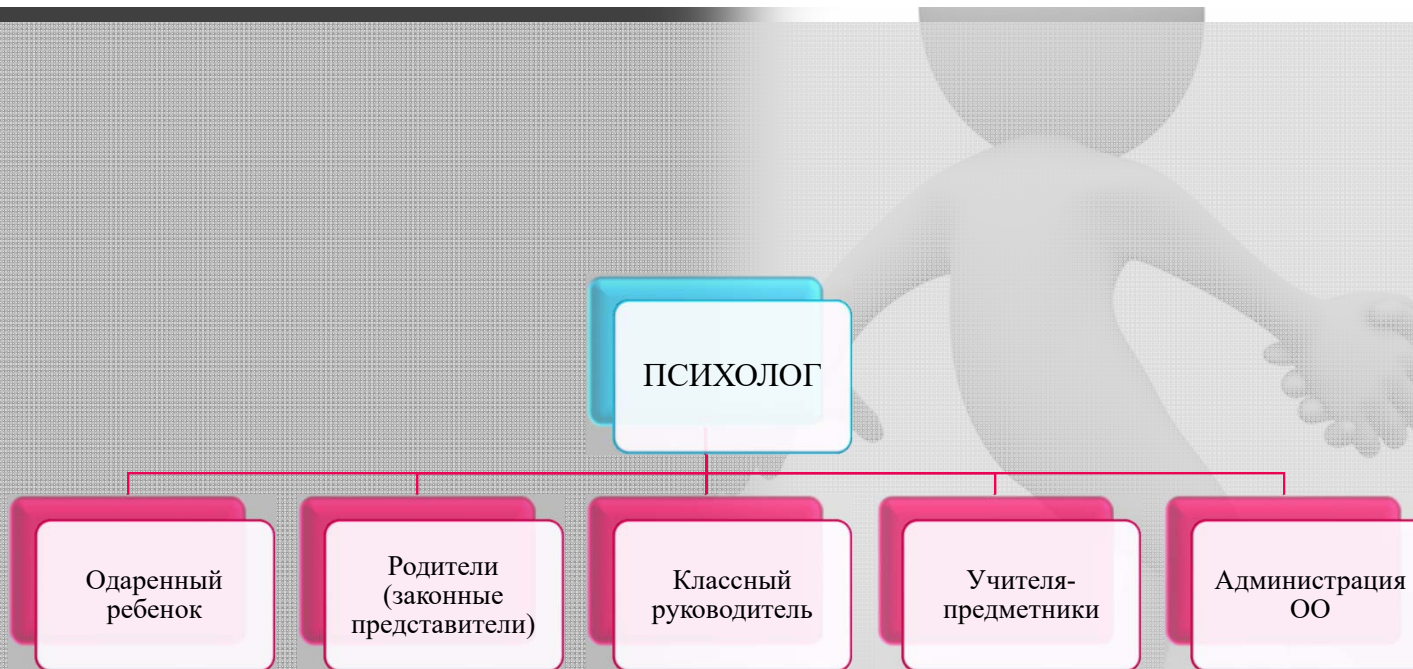 ПСИХОЛОГ
Одаренный
ребенок
Родители
(законные
представители)
Классный
руководитель
Учителя-
предметники
Администрация
ОО